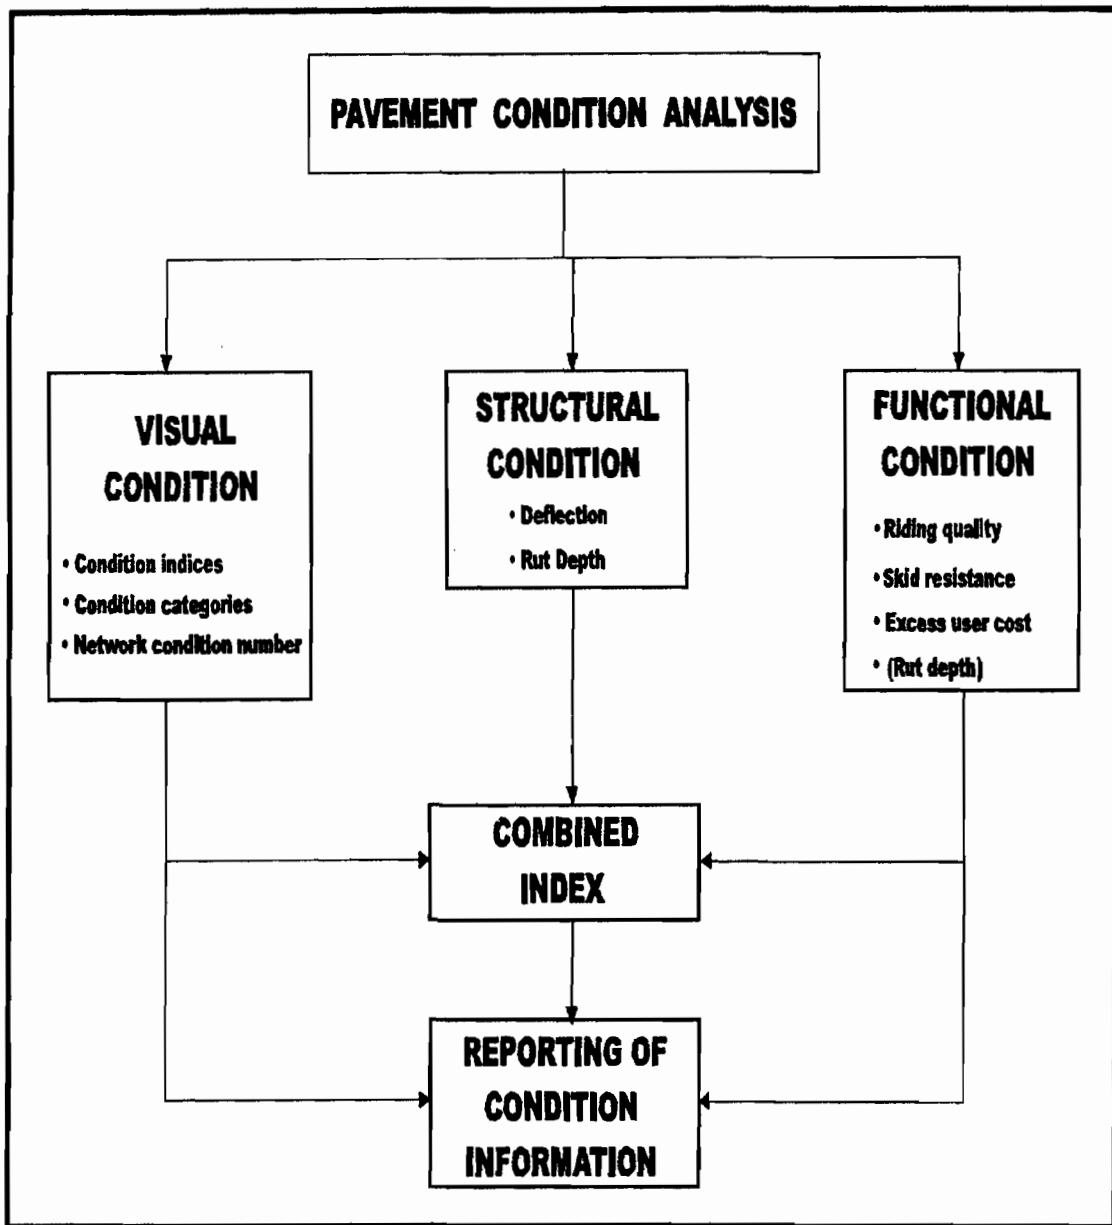 PAVEMENT CONDITION ANALYSIS
VISUAL
CONDITION
• Condition indices
• Condition categories
• Network condition number
STRUCTURAL
CONDITION
• Deflection
• Rut Depth
FUNCTIONAL
CONDITION
• Riding quality
• Skid resistance
• Excess user cost
• (Rut depth)
COMBINED
INDEX
REPORTING OF
CONDITION
INFORMATION